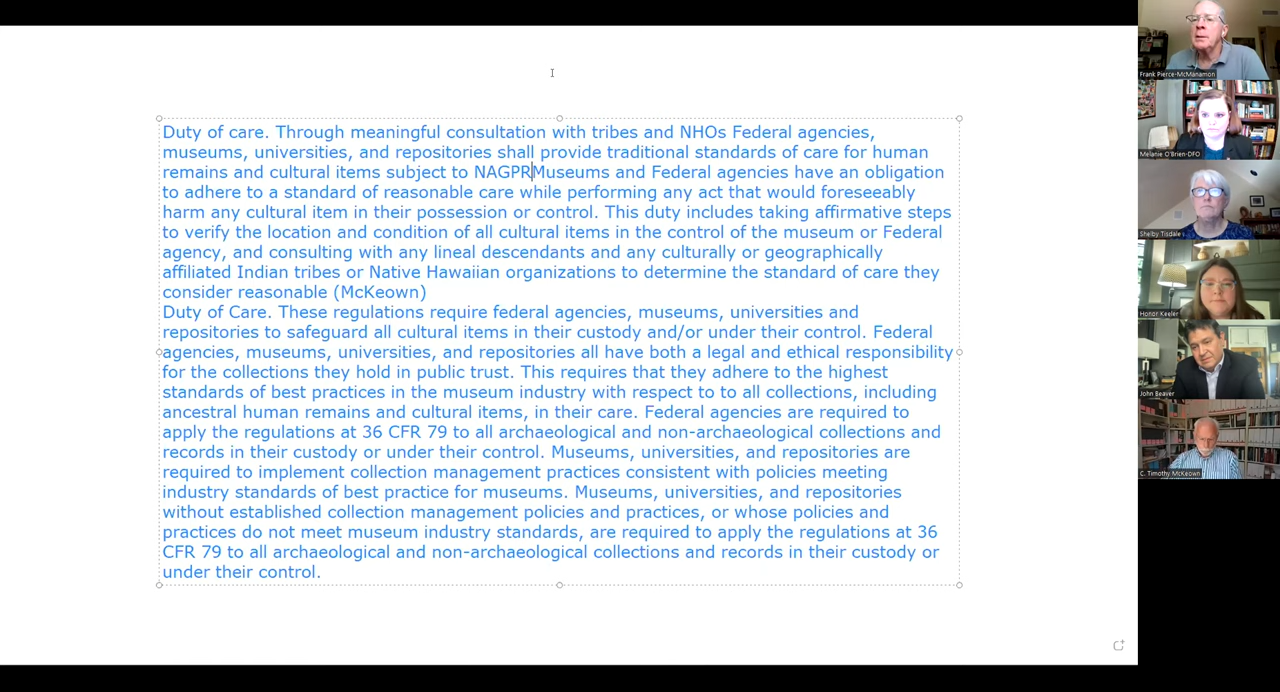 Duty of care. Through meaningful consultation with tribes and NHOs Federal agencies,
museums, universities, and repositories shall provide traditional standards of care for human
remains and cultural items subject to NAGPRMuseums and Federal agencies have an obligation
to adhere to a standard of reasonable care while performing any act that would foreseeably
harm any cultural item in their possession or control. This duty includes taking affirmative steps
to verify the location and condition of all cultural items in the control of the museum or Federal
agency, and consulting with any lineal descendants and any culturally or geographically
affiliated Indian tribes or Native Hawaiian organizations to determine the standard of care they
consider reasonable (McKeown)
Duty of Care. These regulations require federal agencies, museums, universities and
repositories to safeguard all cultural items in their custody and/or under their control. Federal
agencies, museums, universities, and repositories all have both a legal and ethical responsibility
for the collections they hold in public trust. This requires that they adhere to the highest
standards of best practices in the museum industry with respect to to all collections, including
ancestral human remains and cultural items, in their care. Federal agencies are required to
apply the regulations at 36 CFR 79 to all archaeological and non-archaeological collections and
records in their custody or under their control. Museums, universities, and repositories are
required to implement collection management practices consistent with policies meeting
industry standards of best practice for museums. Museums, universities, and repositories
without established collection management policies and practices, or whose policies and
practices do not meet museum industry standards, are required to apply the regulations at 36
CFR 79 to all archaeological and non-archaeological collections and records in their custody or
under their control.
Frank Pierce-McManamon
Melanie O'Brien-DFO
Shelby Tisdale
Honor Keeler
John Beaver
C. Timothy McKeown